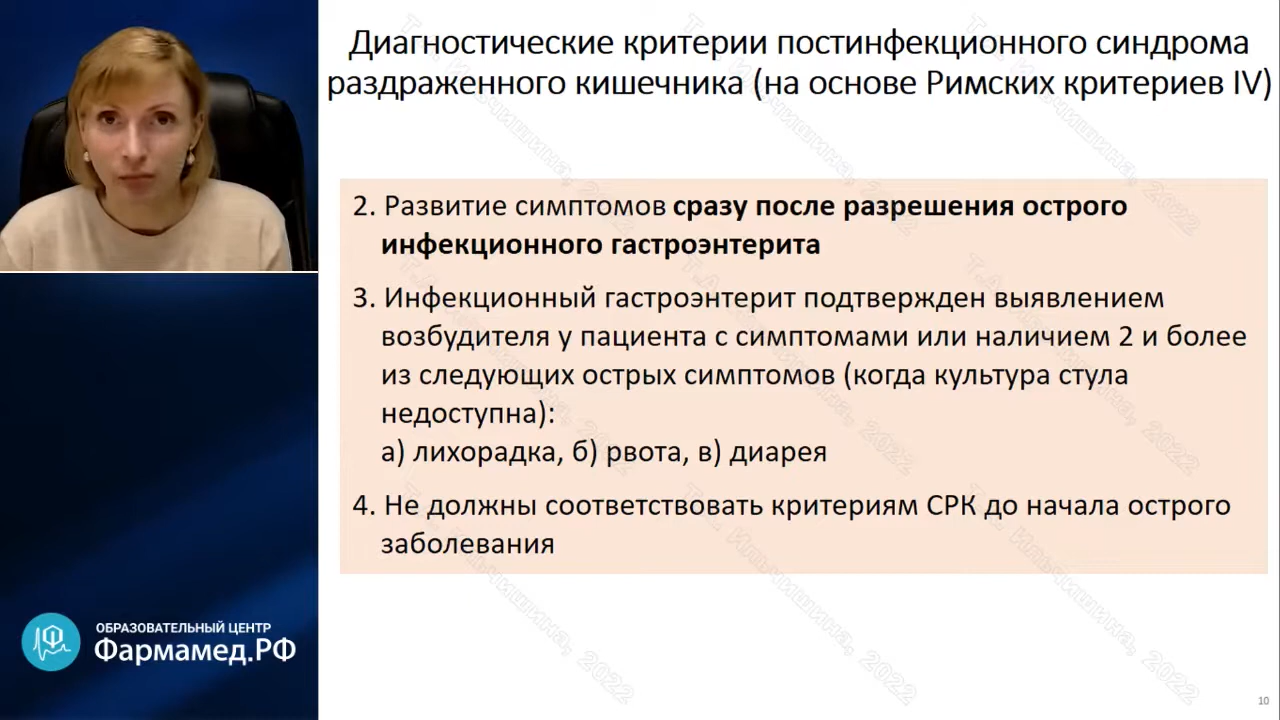 Диагностические критерии постинфекционного синдрома
раздраженного кишечника (на основе Римских критериев IV)
2. Развитие симптомов сразу после разрешения острого
инфекционного гастроэнтерита
3. Инфекционный гастроэнтерит подтвержден выявлением
возбудителя у пациента с симптомами или наличием 2 и более
из следующих острых симптомов (когда культура стула
недоступна):
а) лихорадка, б) рвота, в) диарея
4. Не должны соответствовать критериям СРК до начала острого
заболевания
ОБРАЗОВАТЕЛЬНЫЙ ЦЕНТР
Фармамед.РФ
10